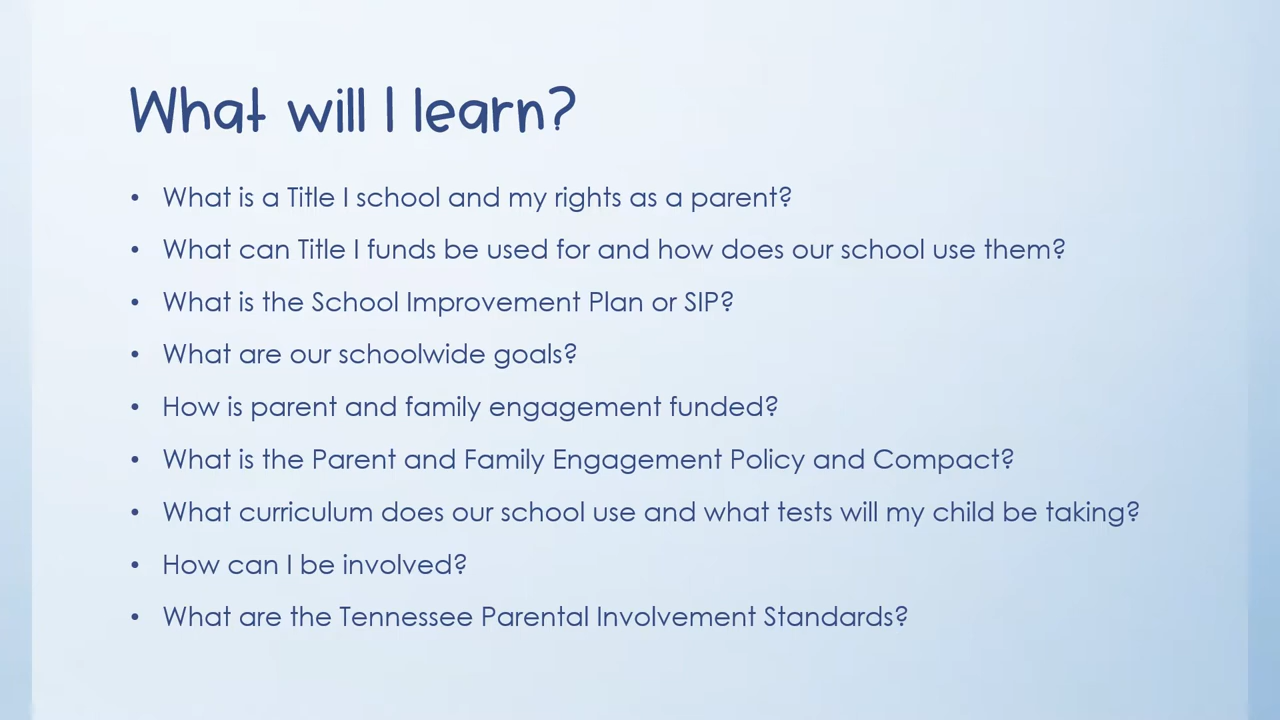 What will I learn?
• What is a Title I school and my rights as a parent?
• What can Title I funds be used for and how does our school use them?
• What is the School Improvement Plan or SIP?
• What are our schoolwide goals?
• How is parent and family engagement funded?
• What is the Parent and Family Engagement Policy and Compact?
• What curriculum does our school use and what tests will my child be taking?
• How can I be involved?
• What are the Tennessee Parental Involvement Standards?